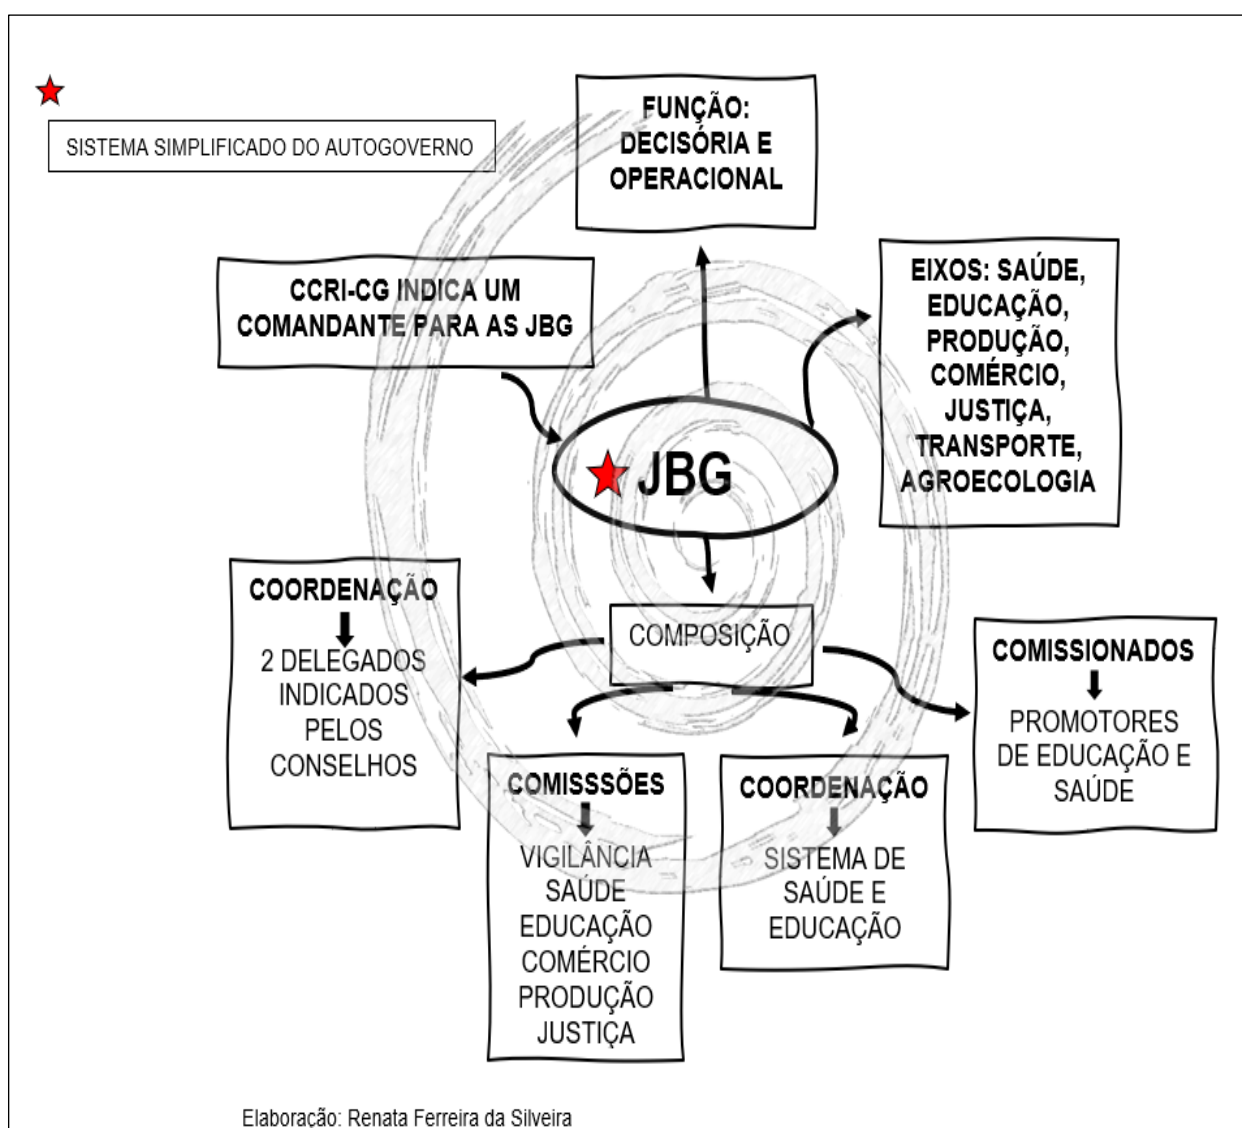 SISTEMA SIMPLIFICADO DO AUTOGOVERNO
FUNÇÃO:
DECISÓRIA E
OPERACIONAL
CCRI-CG INDICA UM
COMANDANTE PARA AS JBG
EIXOS: SAÚDE,
EDUCAÇÃO,
PRODUÇÃO,
COMÉRCIO,
JUSTIÇA,
TRANSPORTE,
AGROECOLOGIA
JBG
COMPOSIÇÃO
COORDENAÇÃO
2 DELEGADOS
INDICADOS
PELOS
CONSELHOS
COMISSSÕES
VIGILÂNCIA
SAÚDE
EDUCAÇÃO
COMÉRCIO
PRODUÇÃO
JUSTIÇA
COORDENAÇÃO
SISTEMA DE
SAÚDE E
EDUCAÇÃO
COMISSIONADOS
PROMOTORES
DE EDUCAÇÃO E
SAÚDE
Elaboração: Renata Ferreira da Silveira